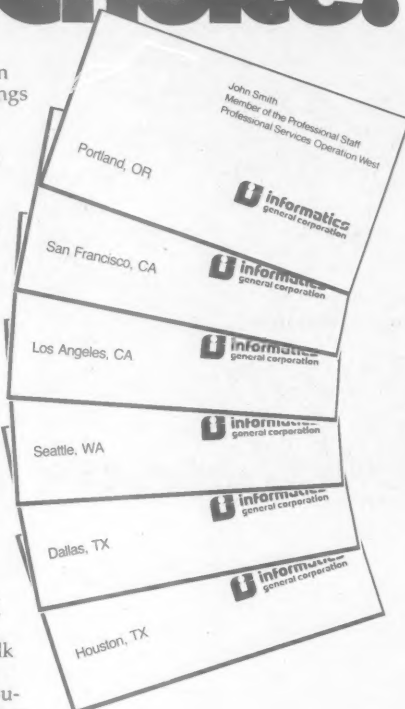 choice.
John Smith
Member of the Professional Staff
Professional Services Operation West
Portland, OR
informatics
general corporation
San Francisco, CA
informatics
general corporation
Los Angeles, CA
informatics
general corporation
Seattle, WA
informatics
general corporation
Dallas, TX
informatics
general corporation
Houston, TX
informatics
general corporation